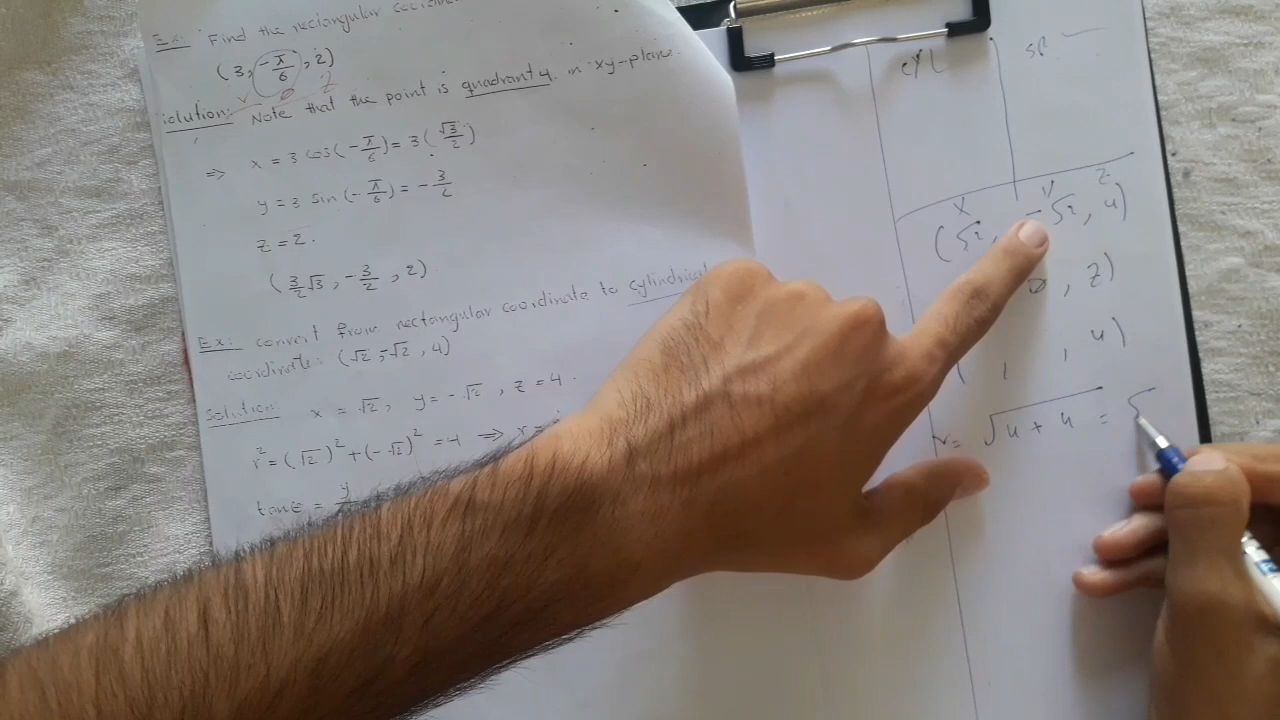 Ex: Find the rectangular
(3, -π/6, 2)
Z
solution: Note that the point is quadrant 4. in xy-plane.
⇒ x = 3 cos(-π/6) = 3(√3/2)
y = 3 sin(-π/6) = -3/2
z = 2.
(3/2 √3, -3/2, 2)
Ex: convert from rectangular coordinate to cylindrical
coordinate: (√2, -√2, 4)
solution: x = √2, y = -√2, z = 4.
r² = (√2)² + (-√2)² = 4 ⇒ r =
CYL
x y z
(√2, -√2, 4)
, z)
( , , 4)
r = √4 + 4 = √